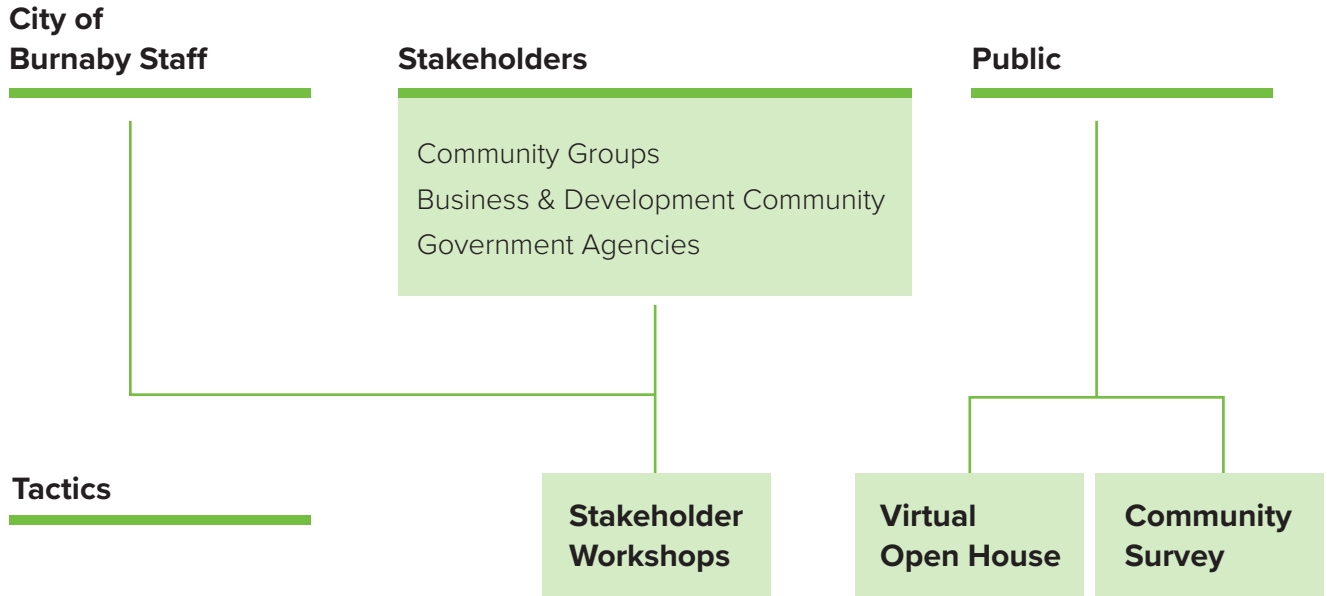 City of
Burnaby Staff
Stakeholders
Public
Community Groups
Business & Development Community
Government Agencies
Tactics
Stakeholder
Workshops
Virtual
Open House
Community
Survey